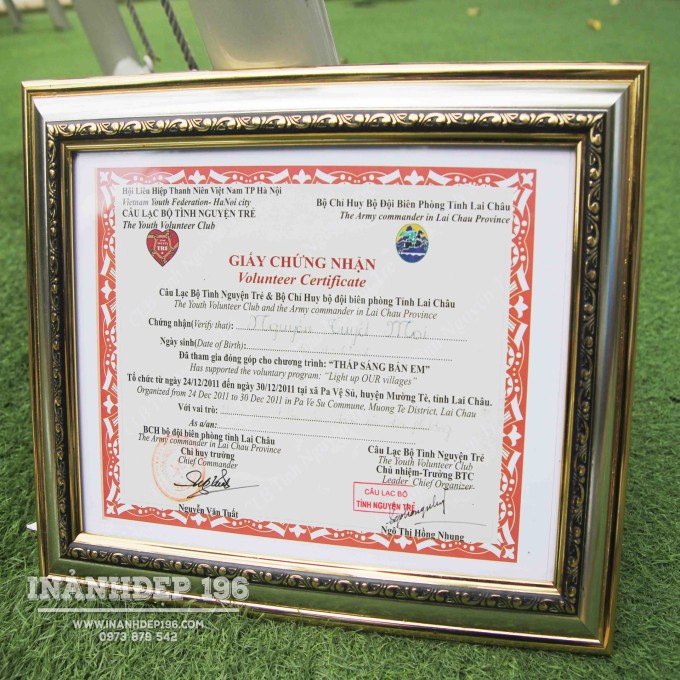 Hội Liên Hiệp Thanh Niên Việt Nam TP Hà Nội
Vietnam Youth Federation- HaNoi city
CÂU LẠC BỘ TÌNH NGUYỆN TRẺ
The Youth Volunteer Club
Bộ Chỉ Huy Bộ Đội Biên Phòng Tỉnh Lai Châu
The Army commander in Lai Chau Province
GIẤY CHỨNG NHẬN
Volunteer Certificate
Câu Lạc Bộ Tình Nguyện Trẻ & Bộ Chỉ Huy bộ đội biên phòng Tỉnh Lai Châu
The Youth Volunteer Club and the Army commander in Lai Chau Province
Chứng nhận(Verify that): Nguyễn Tuyết Mai
Ngày sinh(Date of Birth):
Đã tham gia đóng góp cho chương trình: "THẮP SÁNG BẢN EM"
Has supported the voluntary program: "Light up OUR villages"
Tổ chức từ ngày 24/12/2011 đến ngày 30/12/2011 tại xã Pa Vệ Sủ, huyện Mường Tè, tỉnh Lai Châu.
Organized from 24 Dec 2011 to 30 Dec 2011 in Pa Ve Su Commune, Muong Te District, Lai Chau
Với vai trò:
As a/an:
BCH bộ đội biên phòng tỉnh Lai Châu
The Army commander in Lai Chau Province
Chỉ huy trưởng
Chief Commander
Nguyễn Văn Tuất
Câu Lạc Bộ Tình Nguyện Trẻ
The Youth Volunteer Club
Chủ nhiệm-Trưởng BTC
Leader Chief Organizer
CÂU LẠC BỘ
TÌNH NGUYỆN TRẺ
Ngô Thị Hồng Nhung
INẢNHĐẸP 196
WWW.INANHDEP196.COM
0973 878 542